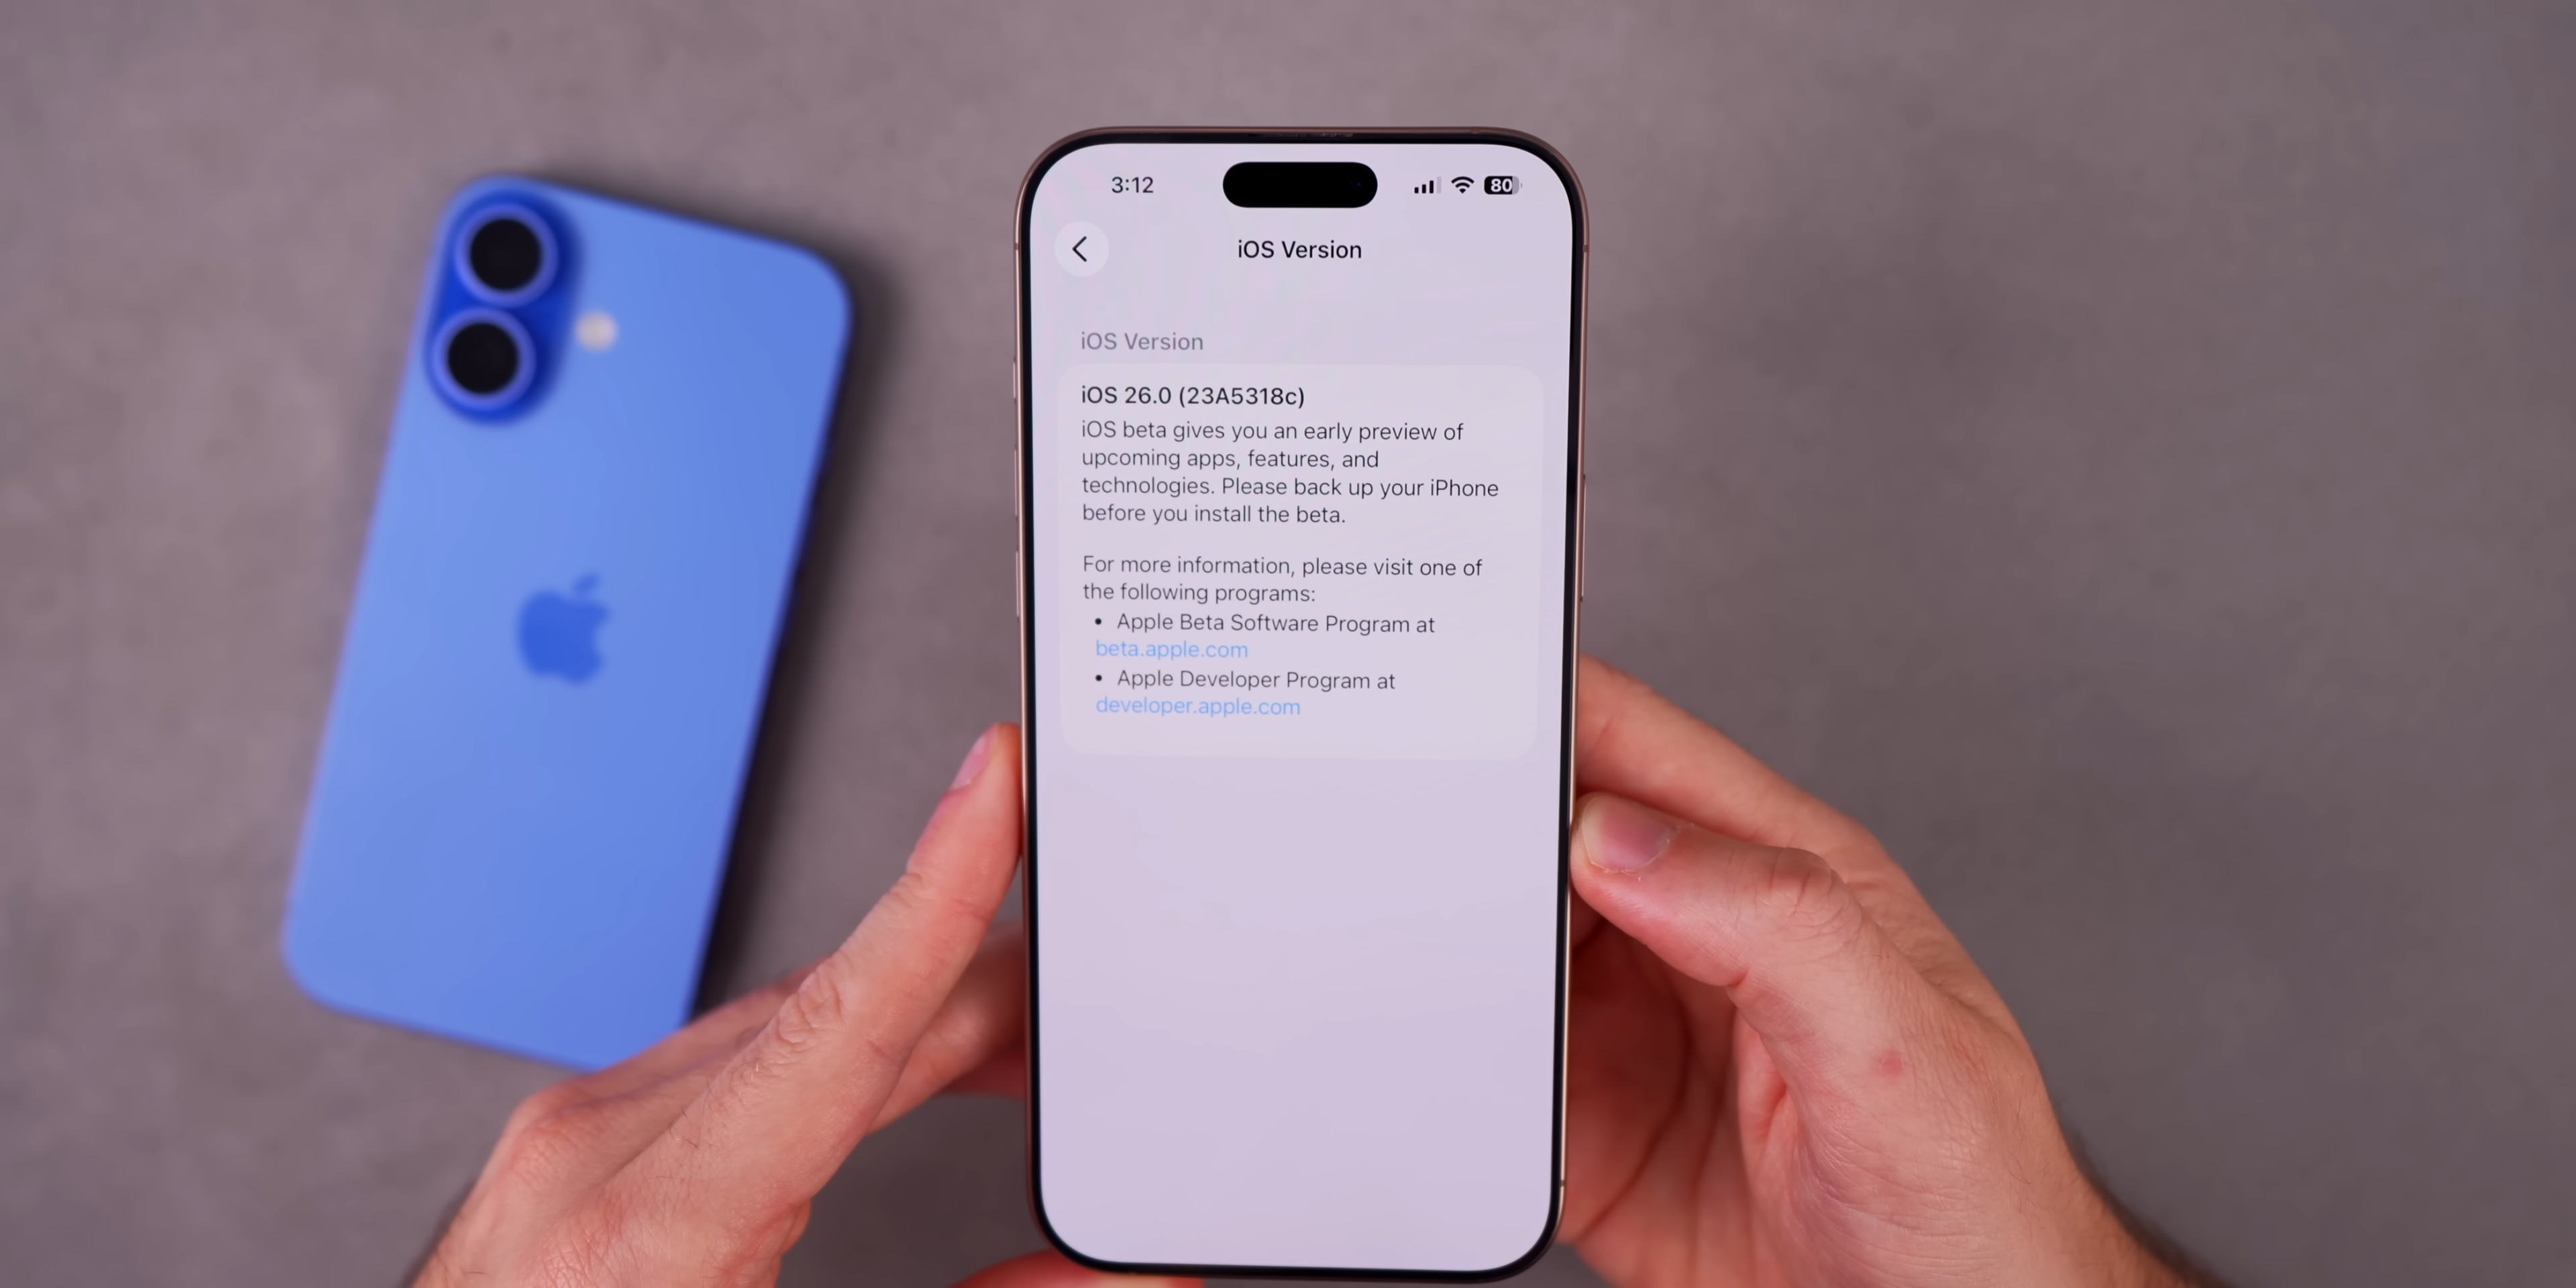 3:12
80
iOS Version
iOS Version
iOS 26.0 (23A5318c)
iOS beta gives you an early preview of
upcoming apps, features, and
technologies. Please back up your iPhone
before you install the beta.
For more information, please visit one of
the following programs:
• Apple Beta Software Program at
beta.apple.com
• Apple Developer Program at
developer.apple.com